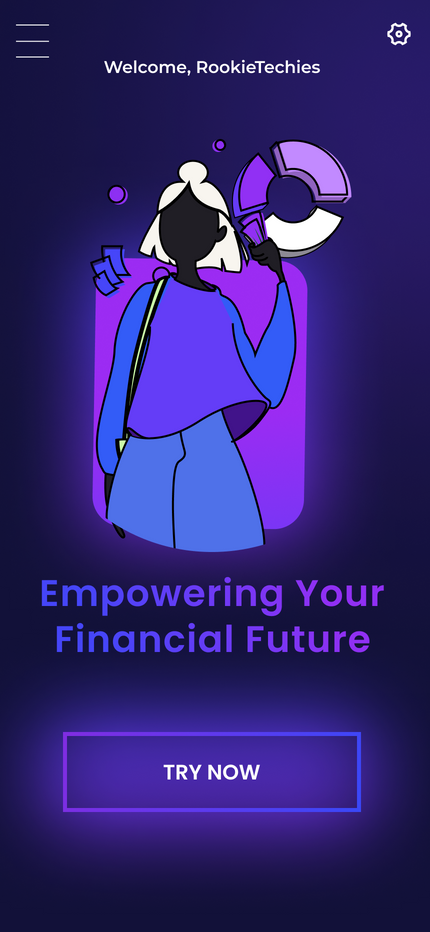 Welcome, RookieTechies
Empowering Your
Financial Future
TRY NOW